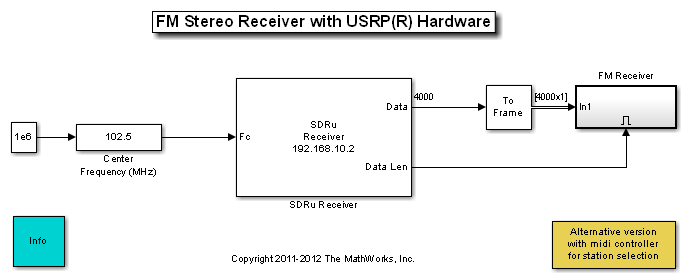 FM Stereo Receiver with USRP(R) Hardware
1e6
102.5
Center
Frequency (MHz)
Fc
SDRu
Receiver
192.168.10.2
Data
Data Len
SDRu Receiver
4000
To
Frame
[4000x1]
FM Receiver
In1
Info
Copyright 2011-2012 The MathWorks, Inc.
Alternative version
with midi controller
for station selection